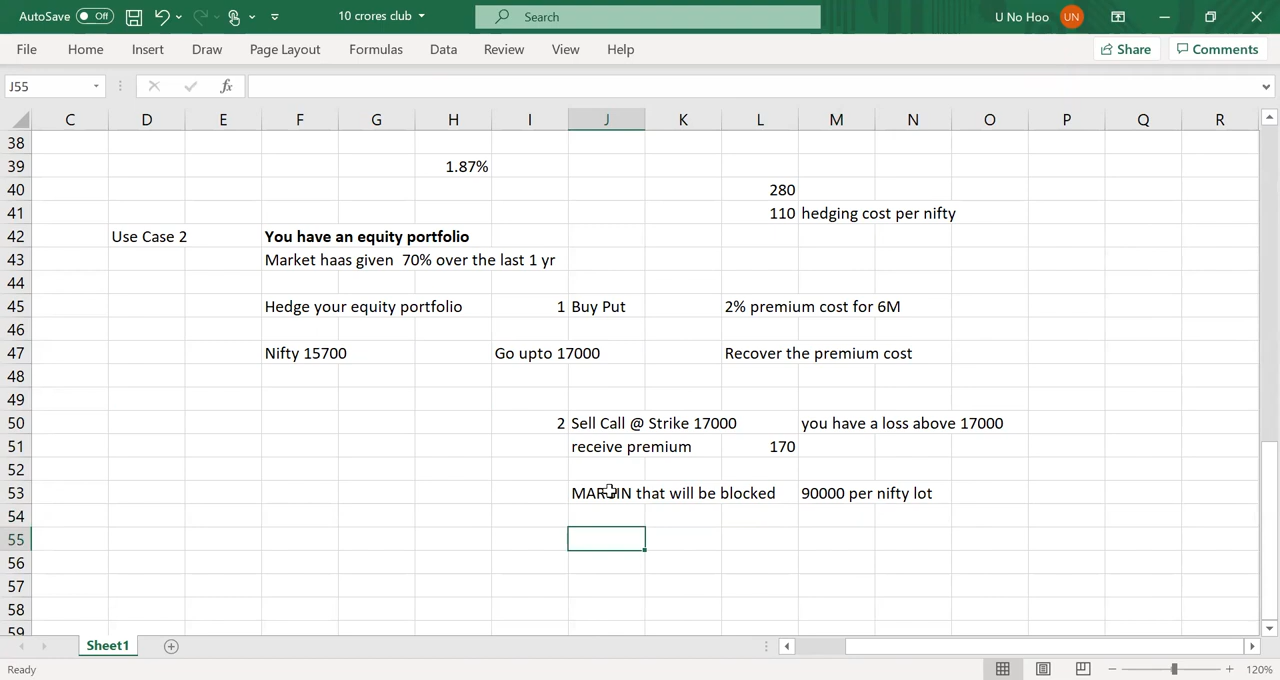 AutoSave Off 10 crores club Search U No Hoo UN
File Home Insert Draw Page Layout Formulas Data Review View Help Share Comments
J55 fx
C D E F G H I J K L M N O P Q R
38
39 1.87%
40 280
41 110 hedging cost per nifty
42 Use Case 2 You have an equity portfolio
43 Market haas given 70% over the last 1 yr
44
45 Hedge your equity portfolio 1 Buy Put 2% premium cost for 6M
46
47 Nifty 15700 Go upto 17000 Recover the premium cost
48
49
50 2 Sell Call @ Strike 17000 you have a loss above 17000
51 receive premium 170
52
53 MARGIN that will be blocked 90000 per nifty lot
54
55
56
57
58
59
Sheet1
Ready 120%